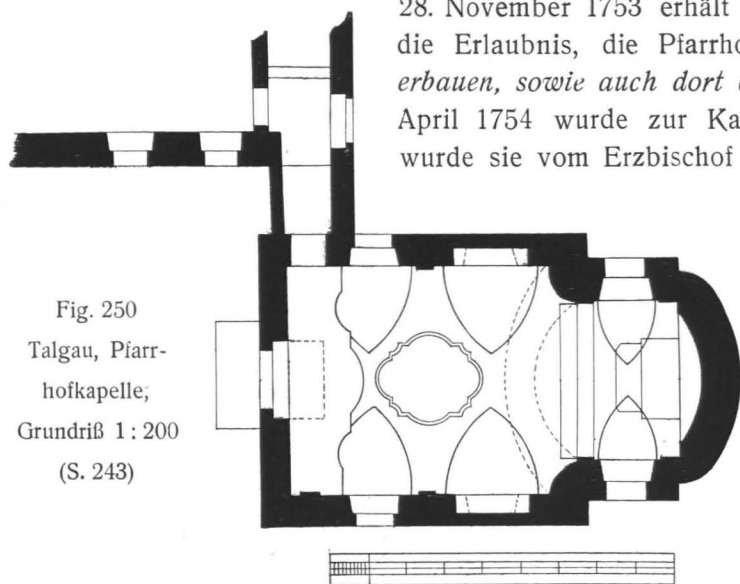 28. November 1753 erhält
die Erlaubnis, die Pfarrho
erbauen, sowie auch dort
April 1754 wurde zur Ka
wurde sie vom Erzbischof
Fig. 250
Talgau, Pfarr-
hofkapelle;
Grundriß 1:200
(S. 243)